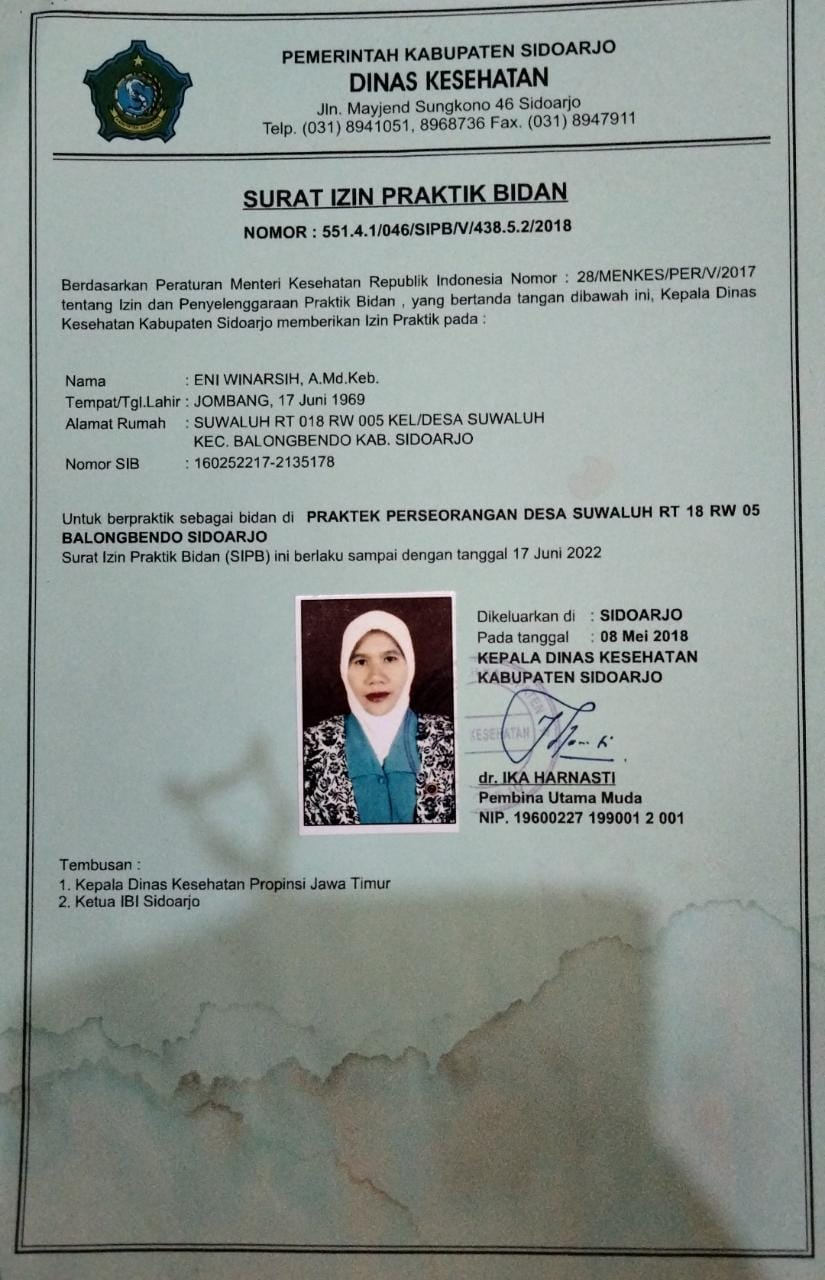 PEMERINTAH KABUPATEN SIDOARJO
DINAS KESEHATAN
Jln. Mayjend Sungkono 46 Sidoarjo
Telp. (031) 8941051, 8968736 Fax. (031) 8947911
SURAT IZIN PRAKTIK BIDAN
NOMOR : 551.4.1/046/SIPB/V/438.5.2/2018
Berdasarkan Peraturan Menteri Kesehatan Republik Indonesia Nomor : 28/MENKES/PER/V/2017
tentang Izin dan Penyelenggaraan Praktik Bidan , yang bertanda tangan dibawah ini, Kepala Dinas
Kesehatan Kabupaten Sidoarjo memberikan Izin Praktik pada :
Nama : ENI WINARSIH, A.Md.Keb.
Tempat/Tgl.Lahir : JOMBANG, 17 Juni 1969
Alamat Rumah : SUWALUH RT 018 RW 005 KEL/DESA SUWALUH
KEC. BALONGBENDO KAB. SIDOARJO
Nomor SIB : 160252217-2135178
Untuk berpraktik sebagai bidan di PRAKTEK PERSEORANGAN DESA SUWALUH RT 18 RW 05
BALONGBENDO SIDOARJO
Surat Izin Praktik Bidan (SIPB) ini berlaku sampai dengan tanggal 17 Juni 2022
Dikeluarkan di : SIDOARJO
Pada tanggal : 08 Mei 2018
KEPALA DINAS KESEHATAN
KABUPATEN SIDOARJO
KESEHATAN
dr. IKA HARNASTI
Pembina Utama Muda
NIP. 19600227 199001 2 001
Tembusan :
1. Kepala Dinas Kesehatan Propinsi Jawa Timur
2. Ketua IBI Sidoarjo